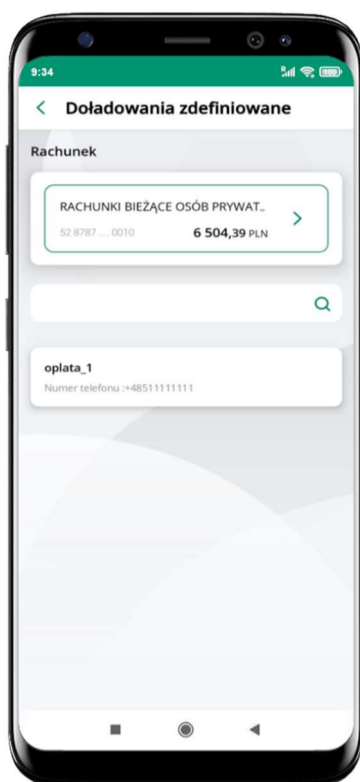 9:34
Doładowania zdefiniowane
Rachunek
RACHUNKI BIEŻĄCE OSÓB PRYWAT..
52 8787 .... 0010 6 504,39 PLN
oplata_1
Numer telefonu :+48511111111